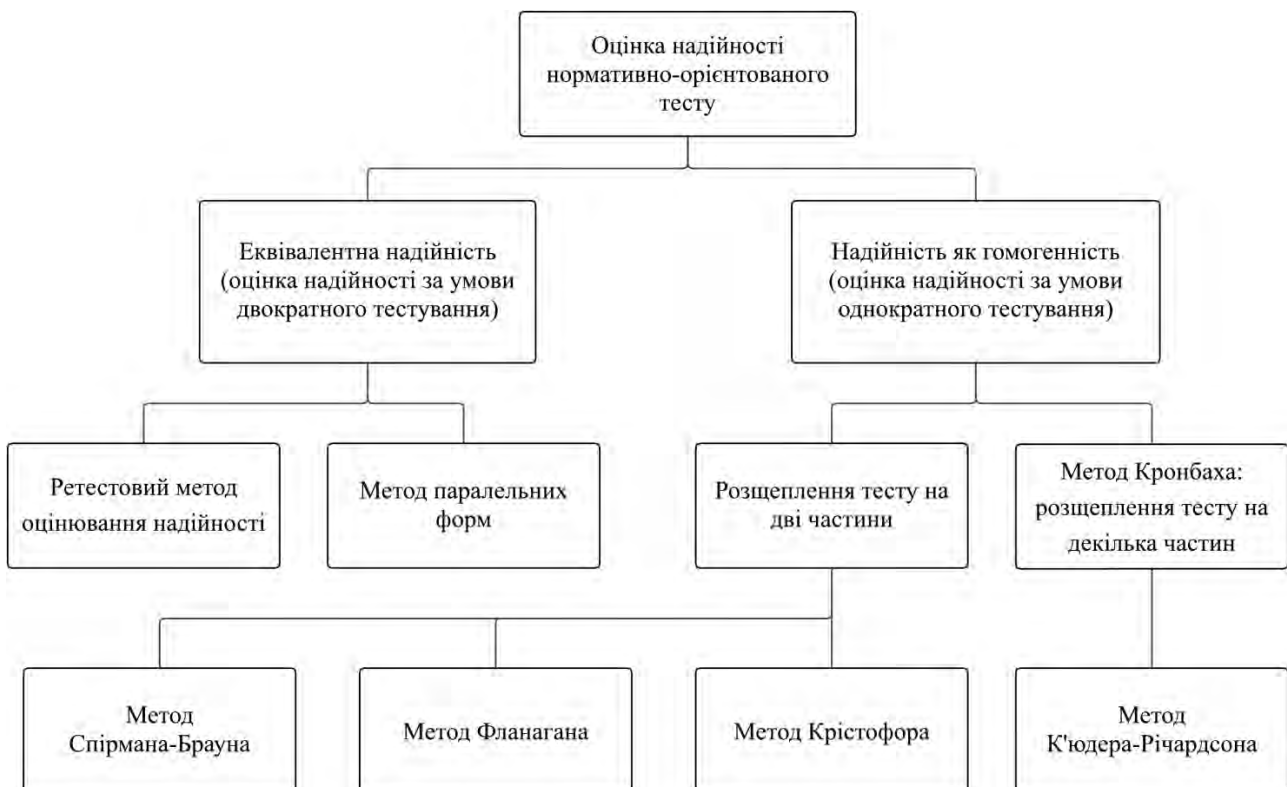 Оцінка надійності
нормативно-орієнтованого
тесту
Еквівалентна надійність
(оцінка надійності за умови
двократного тестування)
Надійність як гомогенність
(оцінка надійності за умови
однократного тестування)
Ретестовий метод
оцінювання надійності
Метод паралельних
форм
Розщеплення тесту на
дві частини
Метод Кронбаха:
розщеплення тесту на
декілька частин
Метод
Спірмана-Брауна
Метод Фланагана
Метод Крістофора
Метод
К'юдера-Річардсона